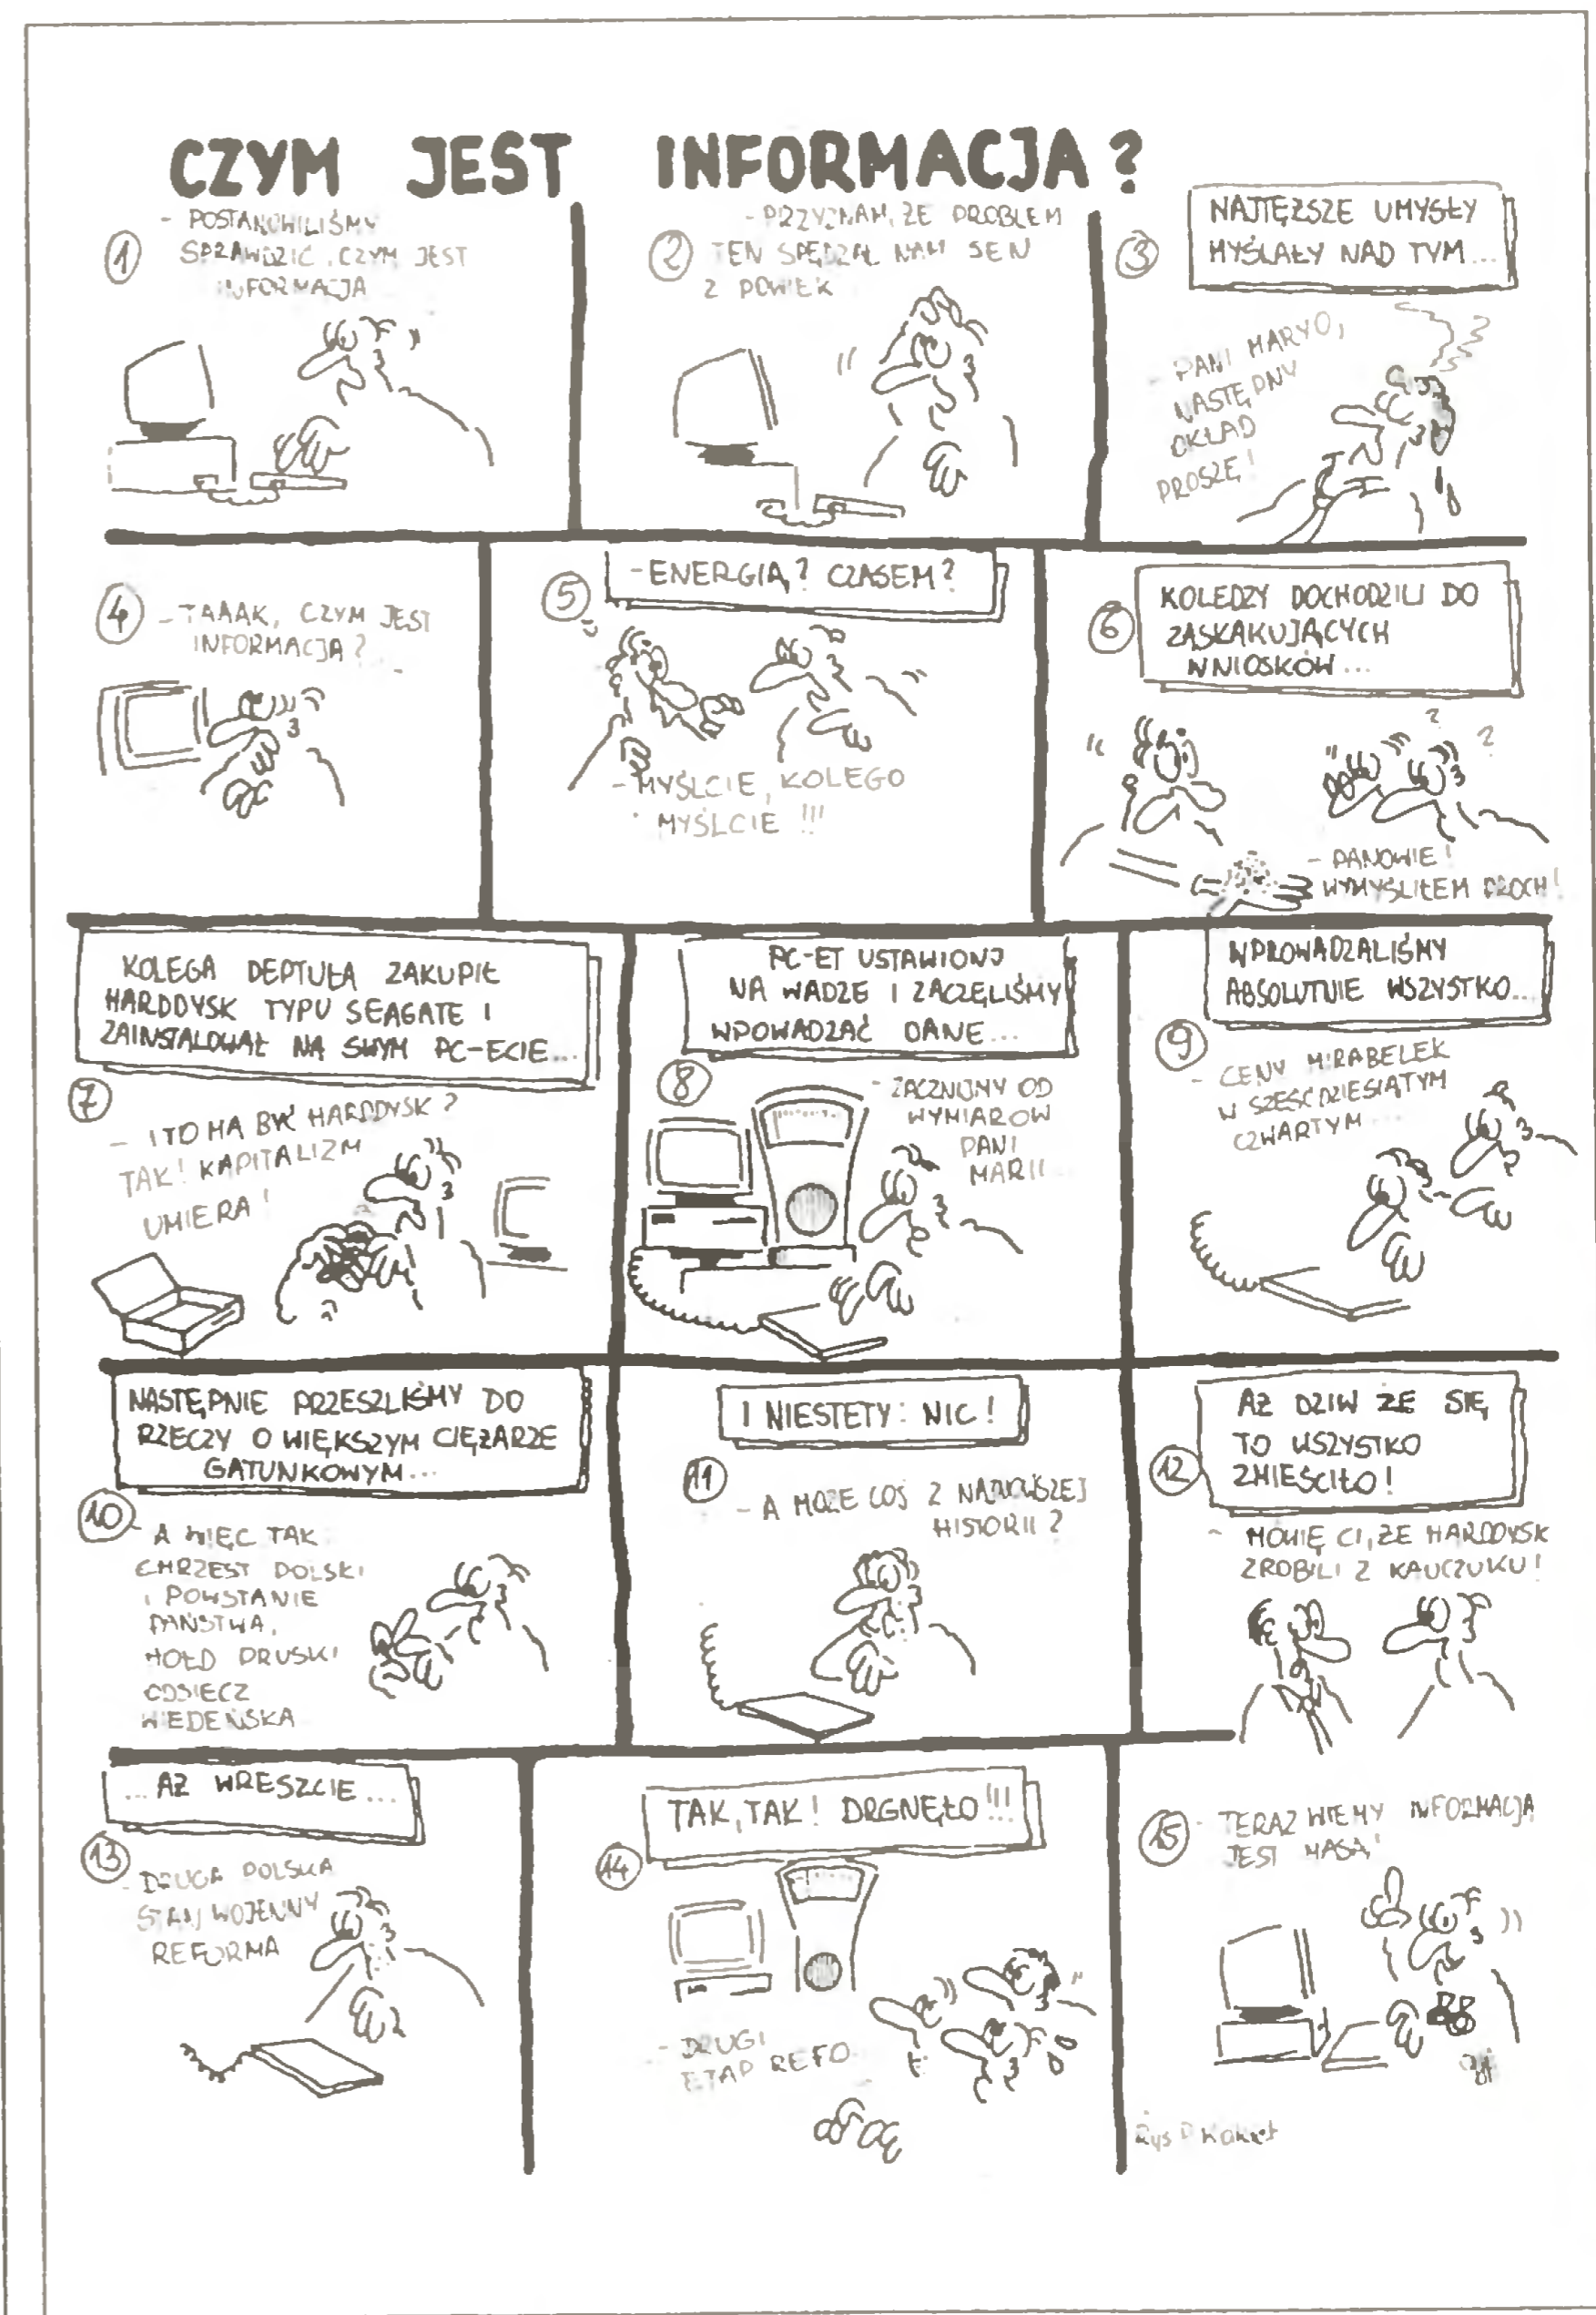 CZYM JEST INFORMACJA?
1
- POSTANOWILIŚMY
SPRAWDZIĆ, CZYM JEST
INFORMACJA
2
- PRZYZNAM, ŻE PROBLEM
TEN SPĘDZAŁ NAM SEN
Z POWIEK
3
NAJTĘŻSZE UMYSŁY
MYŚLAŁY NAD TYM...
- PANI MARYO,
NASTĘPNY
OKŁAD
PROSZĘ!
4
- TAAAK, CZYM JEST
INFORMACJA?
5
- ENERGIĄ? CZASEM?
- MYŚLCIE, KOLEGO
MYŚLCIE!!!
6
KOLEDZY DOCHODZILI DO
ZASKAKUJĄCYCH
WNIOSKÓW...
? ?
- PANOWIE!
WYMYŚLIŁEM PROCH!
KOLEGA DEPTUŁA ZAKUPIŁ
HARDDYSK TYPU SEAGATE I
ZAINSTALOWAŁ NA SWYM PC-ECIE...
7
- I TO MA BYĆ HARDDYSK?
TAK! KAPITALIZM
UMIERA!
PC-ET USTAWIONO
NA WADZE I ZACZĘLIŚMY
WPOWADZAĆ DANE...
8
- ZACZNIJMY OD
WYMIARÓW
PANI
MARII
WPROWADZALIŚMY
ABSOLUTNIE WSZYSTKO...
9
- CENY MIRABELEK
W SZEŚĆDZIESIĄTYM
CZWARTYM...
NASTĘPNIE PRZESZLIŚMY DO
RZECZY O WIĘKSZYM CIĘŻARZE
GATUNKOWYM...
10
- A WIĘC TAK
CHRZEST POLSKI
I POWSTANIE
PAŃSTWA,
HOŁD PRUSKI
ODSIECZ
WIEDEŃSKA
I NIESTETY: NIC!
11
- A MOŻE COŚ Z NAJNOWSZEJ
HISTORII?
12
AŻ DZIW ŻE SIĘ
TO WSZYSTKO
ZMIEŚCIŁO!
- MÓWIĘ CI, ŻE HARDDYSK
ZROBILI Z KAUCZUKU!
... AŻ WRESZCIE...
13
- DRUGA POLSKA
STAN WOJENNY
REFORMA
TAK, TAK! DRGNĘŁO!!!
14
- DRUGI
ETAP REFO-
15
- TERAZ WIEMY INFORMACJA
JEST MASĄ!
Rys P